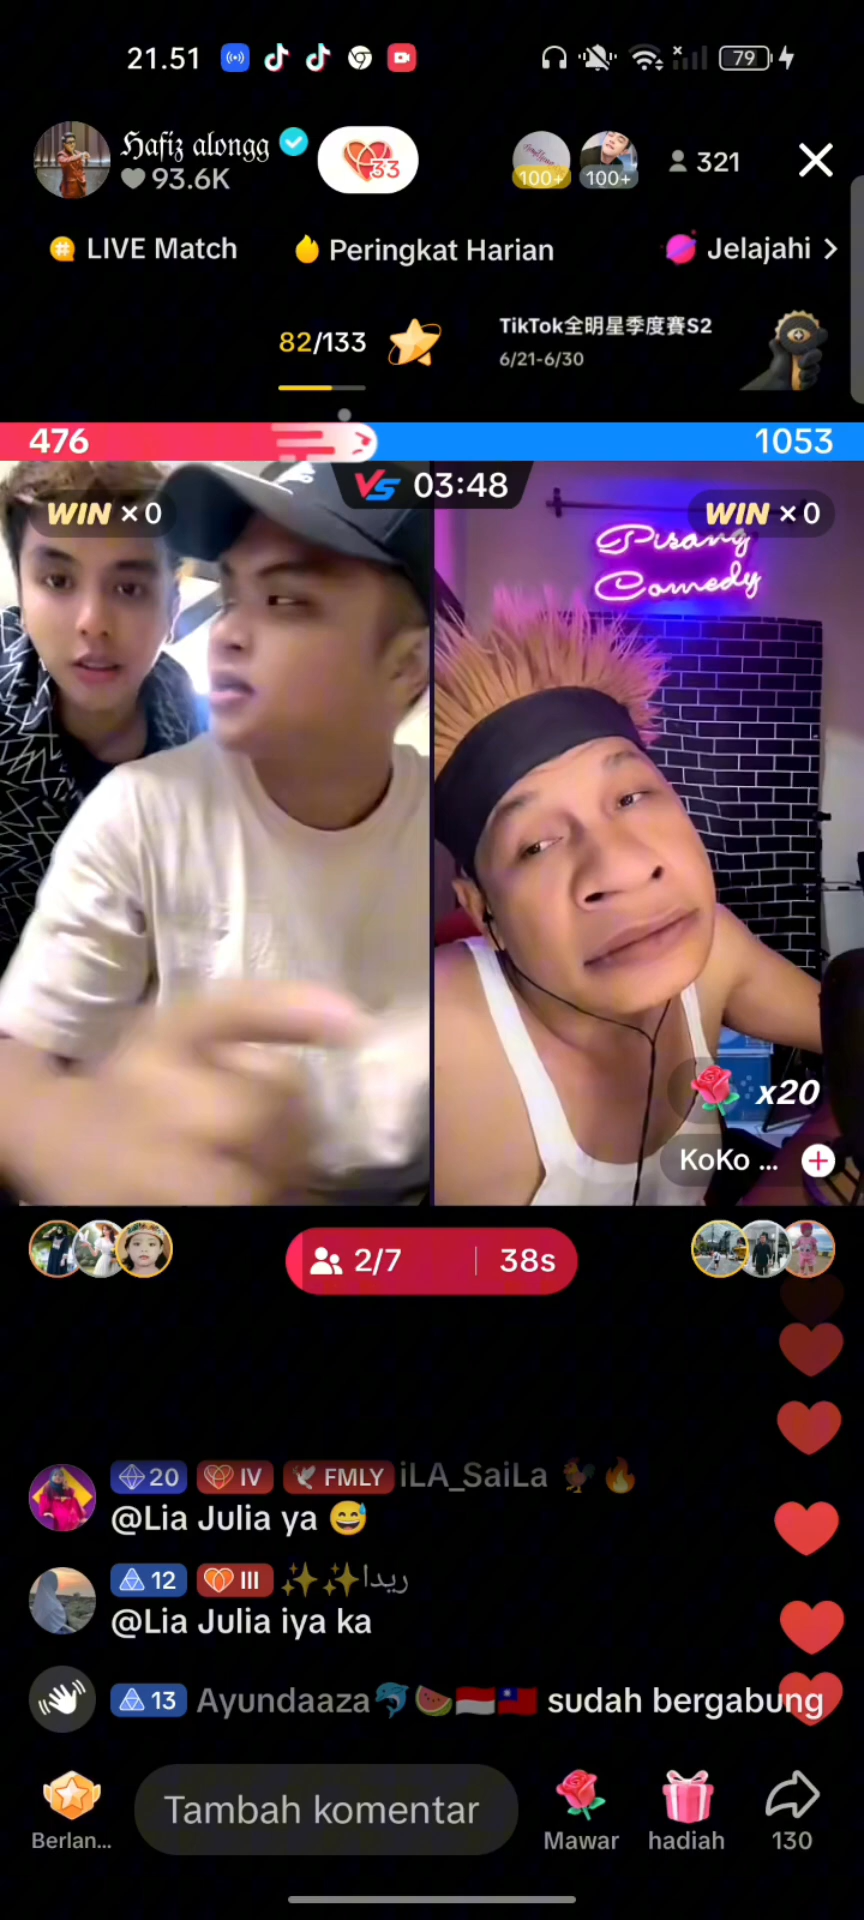 21.51
79
Hafiz alongg
93.6K
33
100+
100+
321
LIVE Match
Peringkat Harian
Jelajahi >
82/133
TikTok全明星季度賽S2
6/21-6/30
476
1053
VS 03:48
WIN × 0
WIN × 0
Pisang
Comedy
x20
KoKo ...
2/7
38s
20 IV FMLY iLA_SaiLa 🐓🔥
@Lia Julia ya 😅
12 III ✨✨ريدا
@Lia Julia iya ka
13 Ayundaaza🐬🍉🇮🇩🇹🇼 sudah bergabung
Berlan...
Tambah komentar
Mawar
hadiah
130